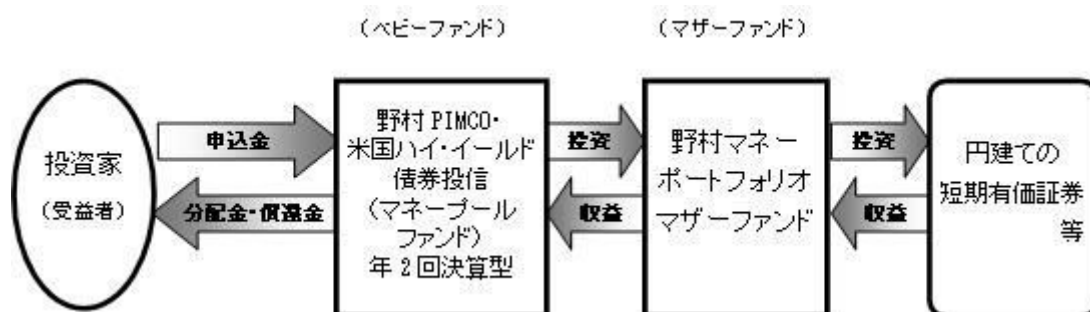 (ベビーファンド)
(マザーファンド)
投資家
(受益者)
申込金
分配金・償還金
野村PIMCO・
米国ハイ・イールド
債券投信
(マネープール
ファンド)
年2回決算型
投資
収益
野村マネー
ポートフォリオ
マザーファンド
投資
収益
円建ての
短期有価証券
等